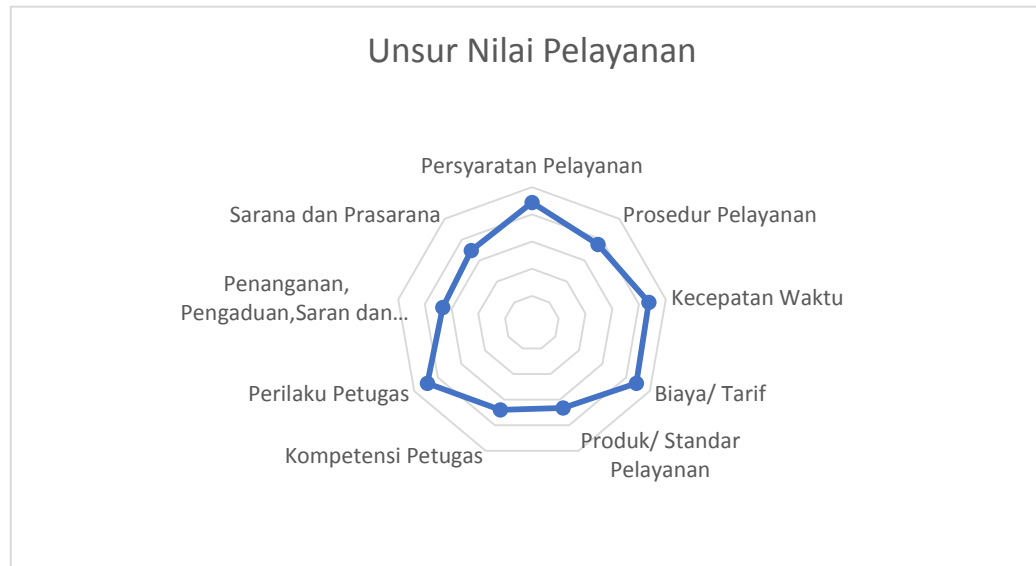 Unsur Nilai Pelayanan
Persyaratan Pelayanan
Prosedur Pelayanan
Kecepatan Waktu
Biaya/ Tarif
Produk/ Standar
Pelayanan
Kompetensi Petugas
Perilaku Petugas
Penanganan,
Pengaduan,Saran dan...
Sarana dan Prasarana